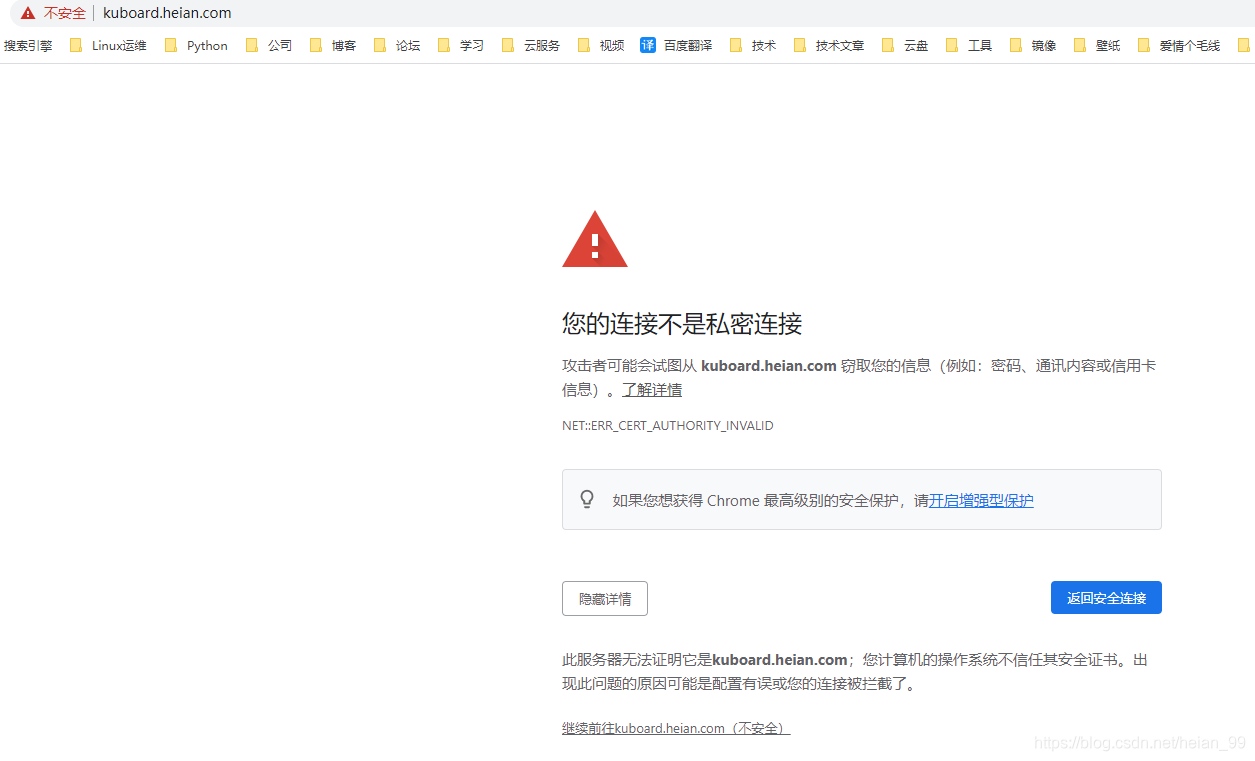 不安全 kuboard.heian.com
搜索引擎 Linux运维 Python 公司 博客 论坛 学习 云服务 视频 译 百度翻译 技术 技术文章 云盘 工具 镜像 壁纸 爱情个毛线
您的连接不是私密连接
攻击者可能会试图从 kuboard.heian.com 窃取您的信息（例如：密码、通讯内容或信用卡
信息）。了解详情
NET::ERR_CERT_AUTHORITY_INVALID
如果您想获得 Chrome 最高级别的安全保护，请开启增强型保护
隐藏详情 返回安全连接
此服务器无法证明它是kuboard.heian.com；您计算机的操作系统不信任其安全证书。出
现此问题的原因可能是配置有误或您的连接被拦截了。
继续前往kuboard.heian.com（不安全）
https://blog.csdn.net/heian_99